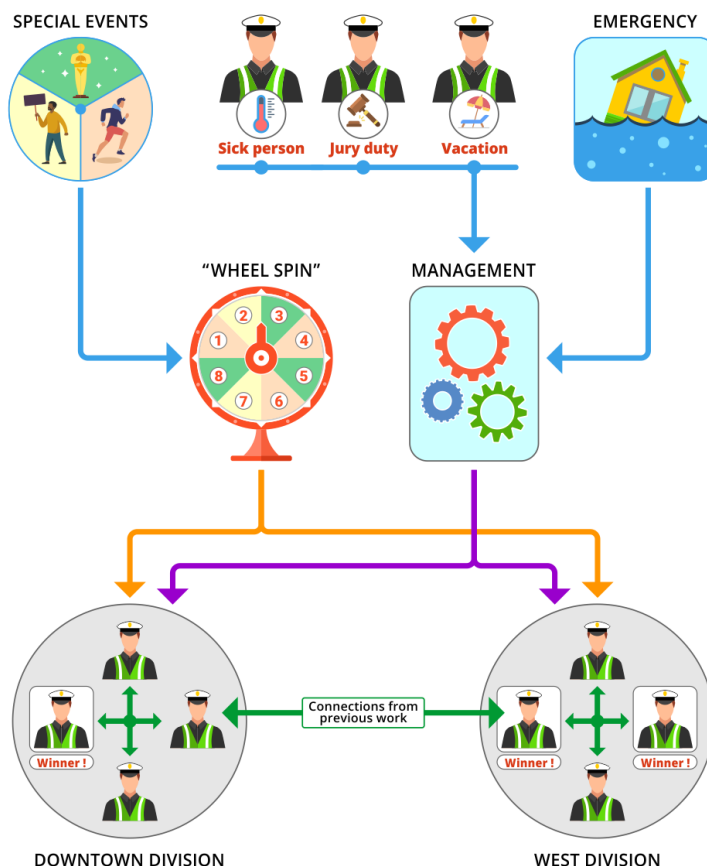 SPECIAL EVENTS
EMERGENCY
Sick person
Jury duty
Vacation
“WHEEL SPIN”
MANAGEMENT
1
2
3
4
5
6
7
8
Connections from
previous work
Winner !
Winner !
Winner !
DOWNTOWN DIVISION
WEST DIVISION